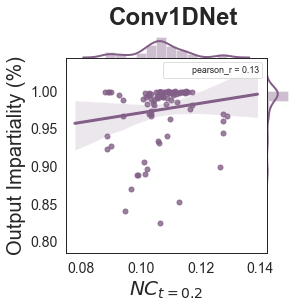 Conv1DNet
pearson_r = 0.13
Output Impartiality (%)
1.00
0.95
0.90
0.85
0.80
0.08 0.10 0.12 0.14
NC_{t = 0.2}